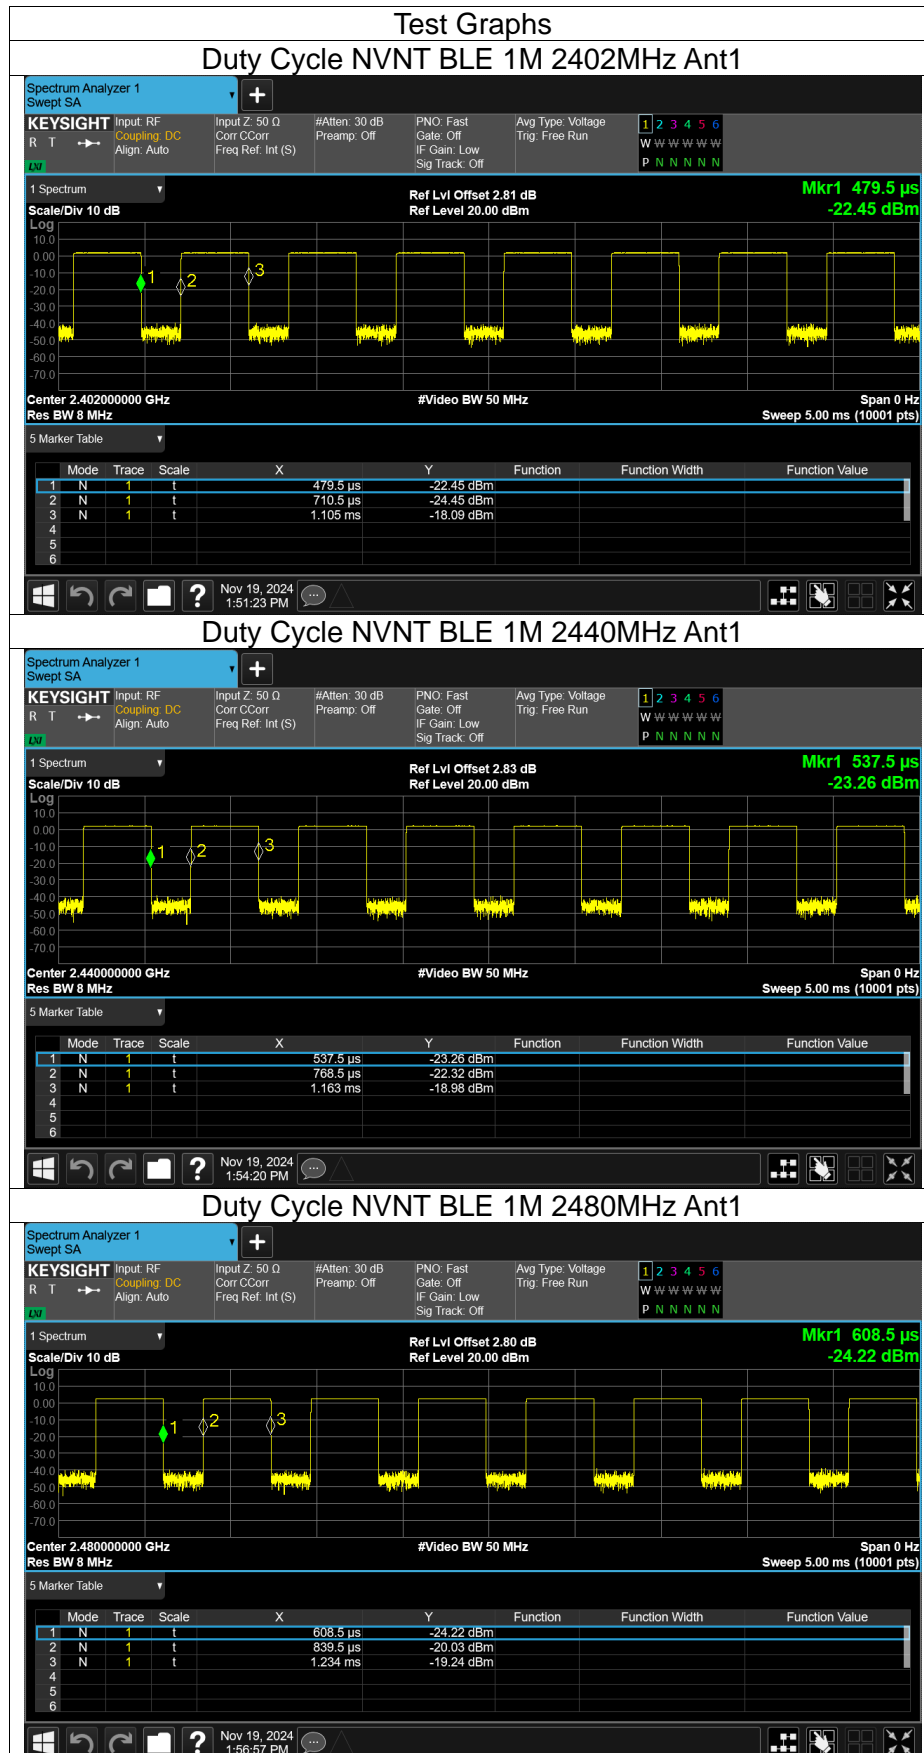 Test Graphs
Duty Cycle NVNT BLE 1M 2402MHz Ant1
Spectrum Analyzer 1
Swept SA
+
KEYSIGHT Input: RF Input Z: 50 Ω #Atten: 30 dB PNO: Fast Avg Type: Voltage 1 2 3 4 5 6
R T Coupling: DC Corr CCorr Preamp: Off Gate: Off Trig: Free Run W W W W W W
Align: Auto Freq Ref: Int (S) IF Gain: Low
LXI Sig Track: Off P N N N N N
1 Spectrum Ref Lvl Offset 2.81 dB Mkr1 479.5 µs
Scale/Div 10 dB Ref Level 20.00 dBm -22.45 dBm
Log
10.0
0.00
-10.0 1 2 3
-20.0
-30.0
-40.0
-50.0
-60.0
-70.0
Center 2.402000000 GHz #Video BW 50 MHz Span 0 Hz
Res BW 8 MHz Sweep 5.00 ms (10001 pts)
5 Marker Table
Mode Trace Scale X Y Function Function Width Function Value
1 N 1 t 479.5 µs -22.45 dBm
2 N 1 t 710.5 µs -24.45 dBm
3 N 1 t 1.105 ms -18.09 dBm
4
5
6
? Nov 19, 2024
1:51:23 PM
Duty Cycle NVNT BLE 1M 2440MHz Ant1
Spectrum Analyzer 1
Swept SA
+
KEYSIGHT Input: RF Input Z: 50 Ω #Atten: 30 dB PNO: Fast Avg Type: Voltage 1 2 3 4 5 6
R T Coupling: DC Corr CCorr Preamp: Off Gate: Off Trig: Free Run W W W W W W
Align: Auto Freq Ref: Int (S) IF Gain: Low
LXI Sig Track: Off P N N N N N
1 Spectrum Ref Lvl Offset 2.83 dB Mkr1 537.5 µs
Scale/Div 10 dB Ref Level 20.00 dBm -23.26 dBm
Log
10.0
0.00
-10.0 1 2 3
-20.0
-30.0
-40.0
-50.0
-60.0
-70.0
Center 2.440000000 GHz #Video BW 50 MHz Span 0 Hz
Res BW 8 MHz Sweep 5.00 ms (10001 pts)
5 Marker Table
Mode Trace Scale X Y Function Function Width Function Value
1 N 1 t 537.5 µs -23.26 dBm
2 N 1 t 768.5 µs -22.32 dBm
3 N 1 t 1.163 ms -18.98 dBm
4
5
6
? Nov 19, 2024
1:54:20 PM
Duty Cycle NVNT BLE 1M 2480MHz Ant1
Spectrum Analyzer 1
Swept SA
+
KEYSIGHT Input: RF Input Z: 50 Ω #Atten: 30 dB PNO: Fast Avg Type: Voltage 1 2 3 4 5 6
R T Coupling: DC Corr CCorr Preamp: Off Gate: Off Trig: Free Run W W W W W W
Align: Auto Freq Ref: Int (S) IF Gain: Low
LXI Sig Track: Off P N N N N N
1 Spectrum Ref Lvl Offset 2.80 dB Mkr1 608.5 µs
Scale/Div 10 dB Ref Level 20.00 dBm -24.22 dBm
Log
10.0
0.00
-10.0 1 2 3
-20.0
-30.0
-40.0
-50.0
-60.0
-70.0
Center 2.480000000 GHz #Video BW 50 MHz Span 0 Hz
Res BW 8 MHz Sweep 5.00 ms (10001 pts)
5 Marker Table
Mode Trace Scale X Y Function Function Width Function Value
1 N 1 t 608.5 µs -24.22 dBm
2 N 1 t 839.5 µs -20.03 dBm
3 N 1 t 1.234 ms -19.24 dBm
4
5
6
? Nov 19, 2024
1:56:57 PM